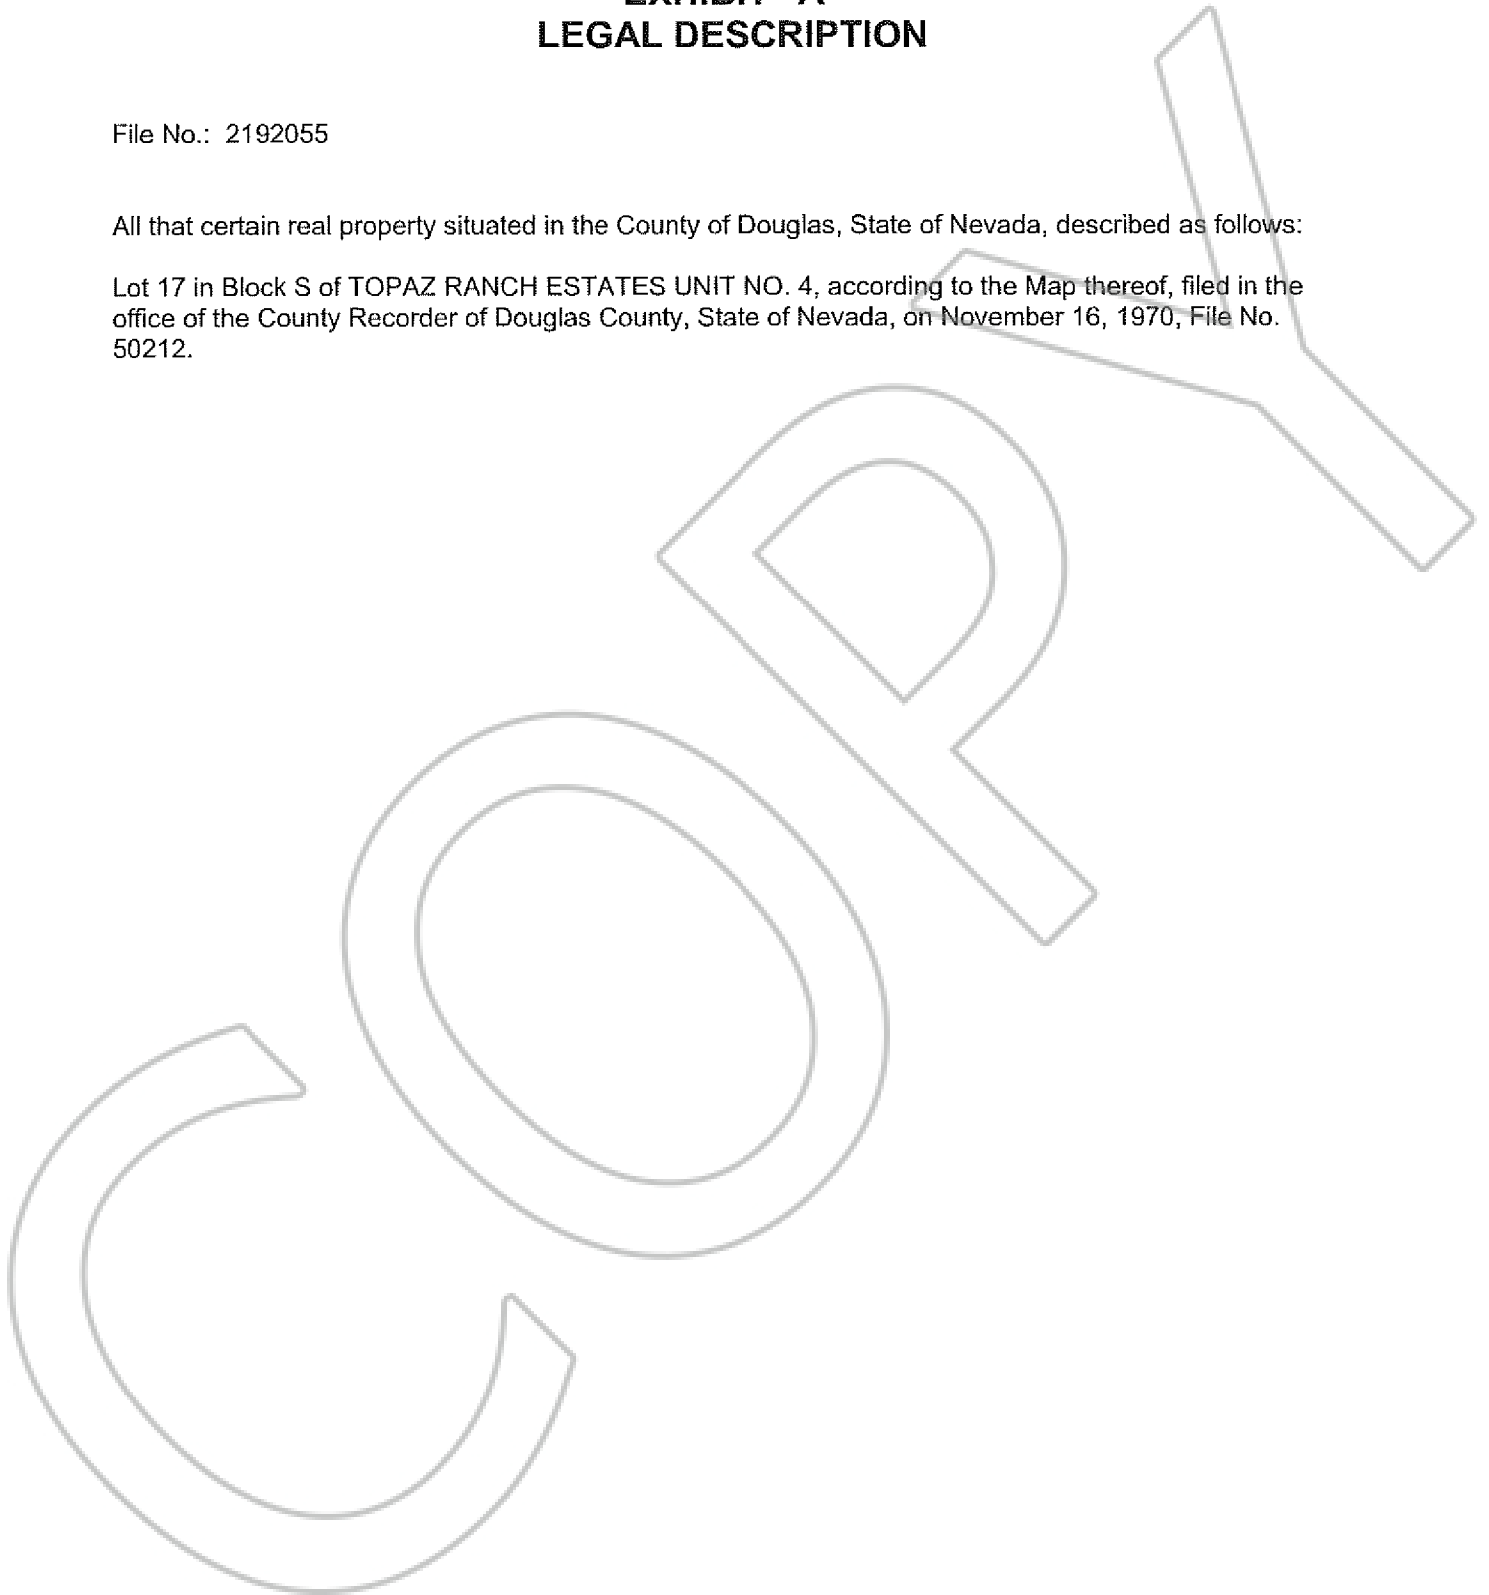 EXHIBIT "A"
LEGAL DESCRIPTION
File No.: 2192055
All that certain real property situated in the County of Douglas, State of Nevada, described as follows:
Lot 17 in Block S of TOPAZ RANCH ESTATES UNIT NO. 4, according to the Map thereof, filed in the
office of the County Recorder of Douglas County, State of Nevada, on November 16, 1970, File No.
50212.
COPY